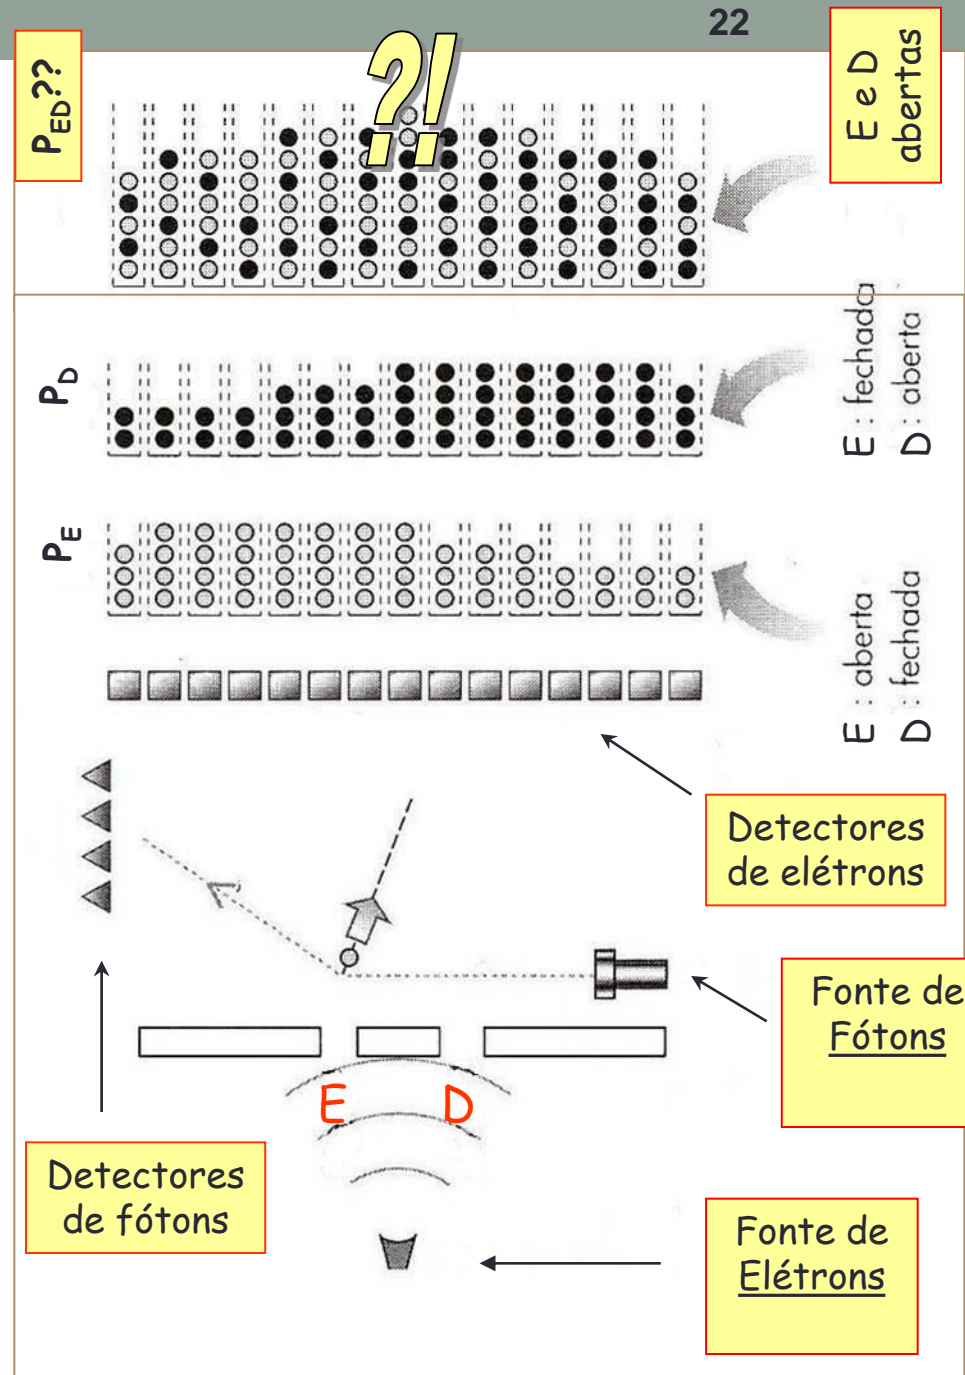 22
P_ED??
?!
E e D
abertas
P_D
E : fechada
D : aberta
P_E
E : aberta
D : fechada
Detectores
de elétrons
Fonte de
Fótons
E D
Detectores
de fótons
Fonte de
Elétrons